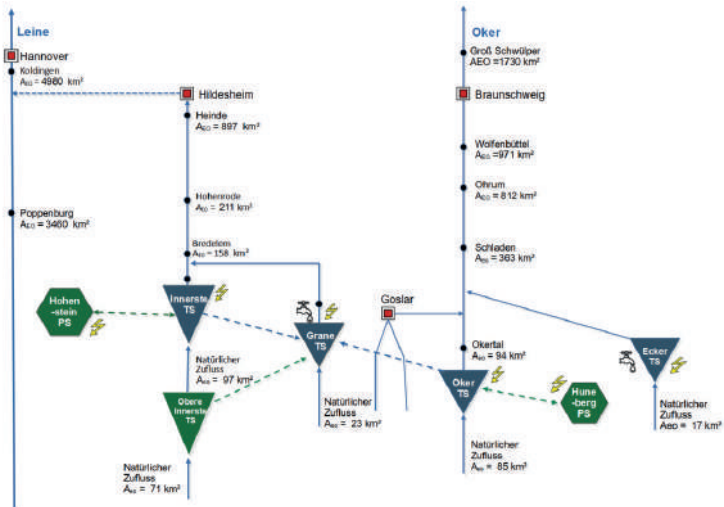 Leine
Hannover
Koldingen
AEO = 4980 km²
Hildesheim
Heinde
AEO = 897 km²
Hohenrode
AEO = 211 km²
Poppenburg
AEO = 3460 km²
Bredelem
AEO = 158 km²
Hohen
-stein
PS
Innerste
TS
Grane
TS
Natürlicher
Zufluss
AEO = 97 km²
Obere
Innerste
TS
Natürlicher
Zufluss
AEO = 23 km²
Natürlicher
Zufluss
AEO = 71 km²
Oker
Groß Schwülper
AEO =1730 km²
Braunschweig
Wolfenbüttel
AEO =971 km²
Ohrum
AEO = 812 km²
Schladen
AEO = 363 km²
Goslar
Okertal
AEO = 94 km²
Oker
TS
Ecker
TS
Hune
-berg
PS
Natürlicher
Zufluss
AEO = 17 km²
Natürlicher
Zufluss
AEO = 85 km²